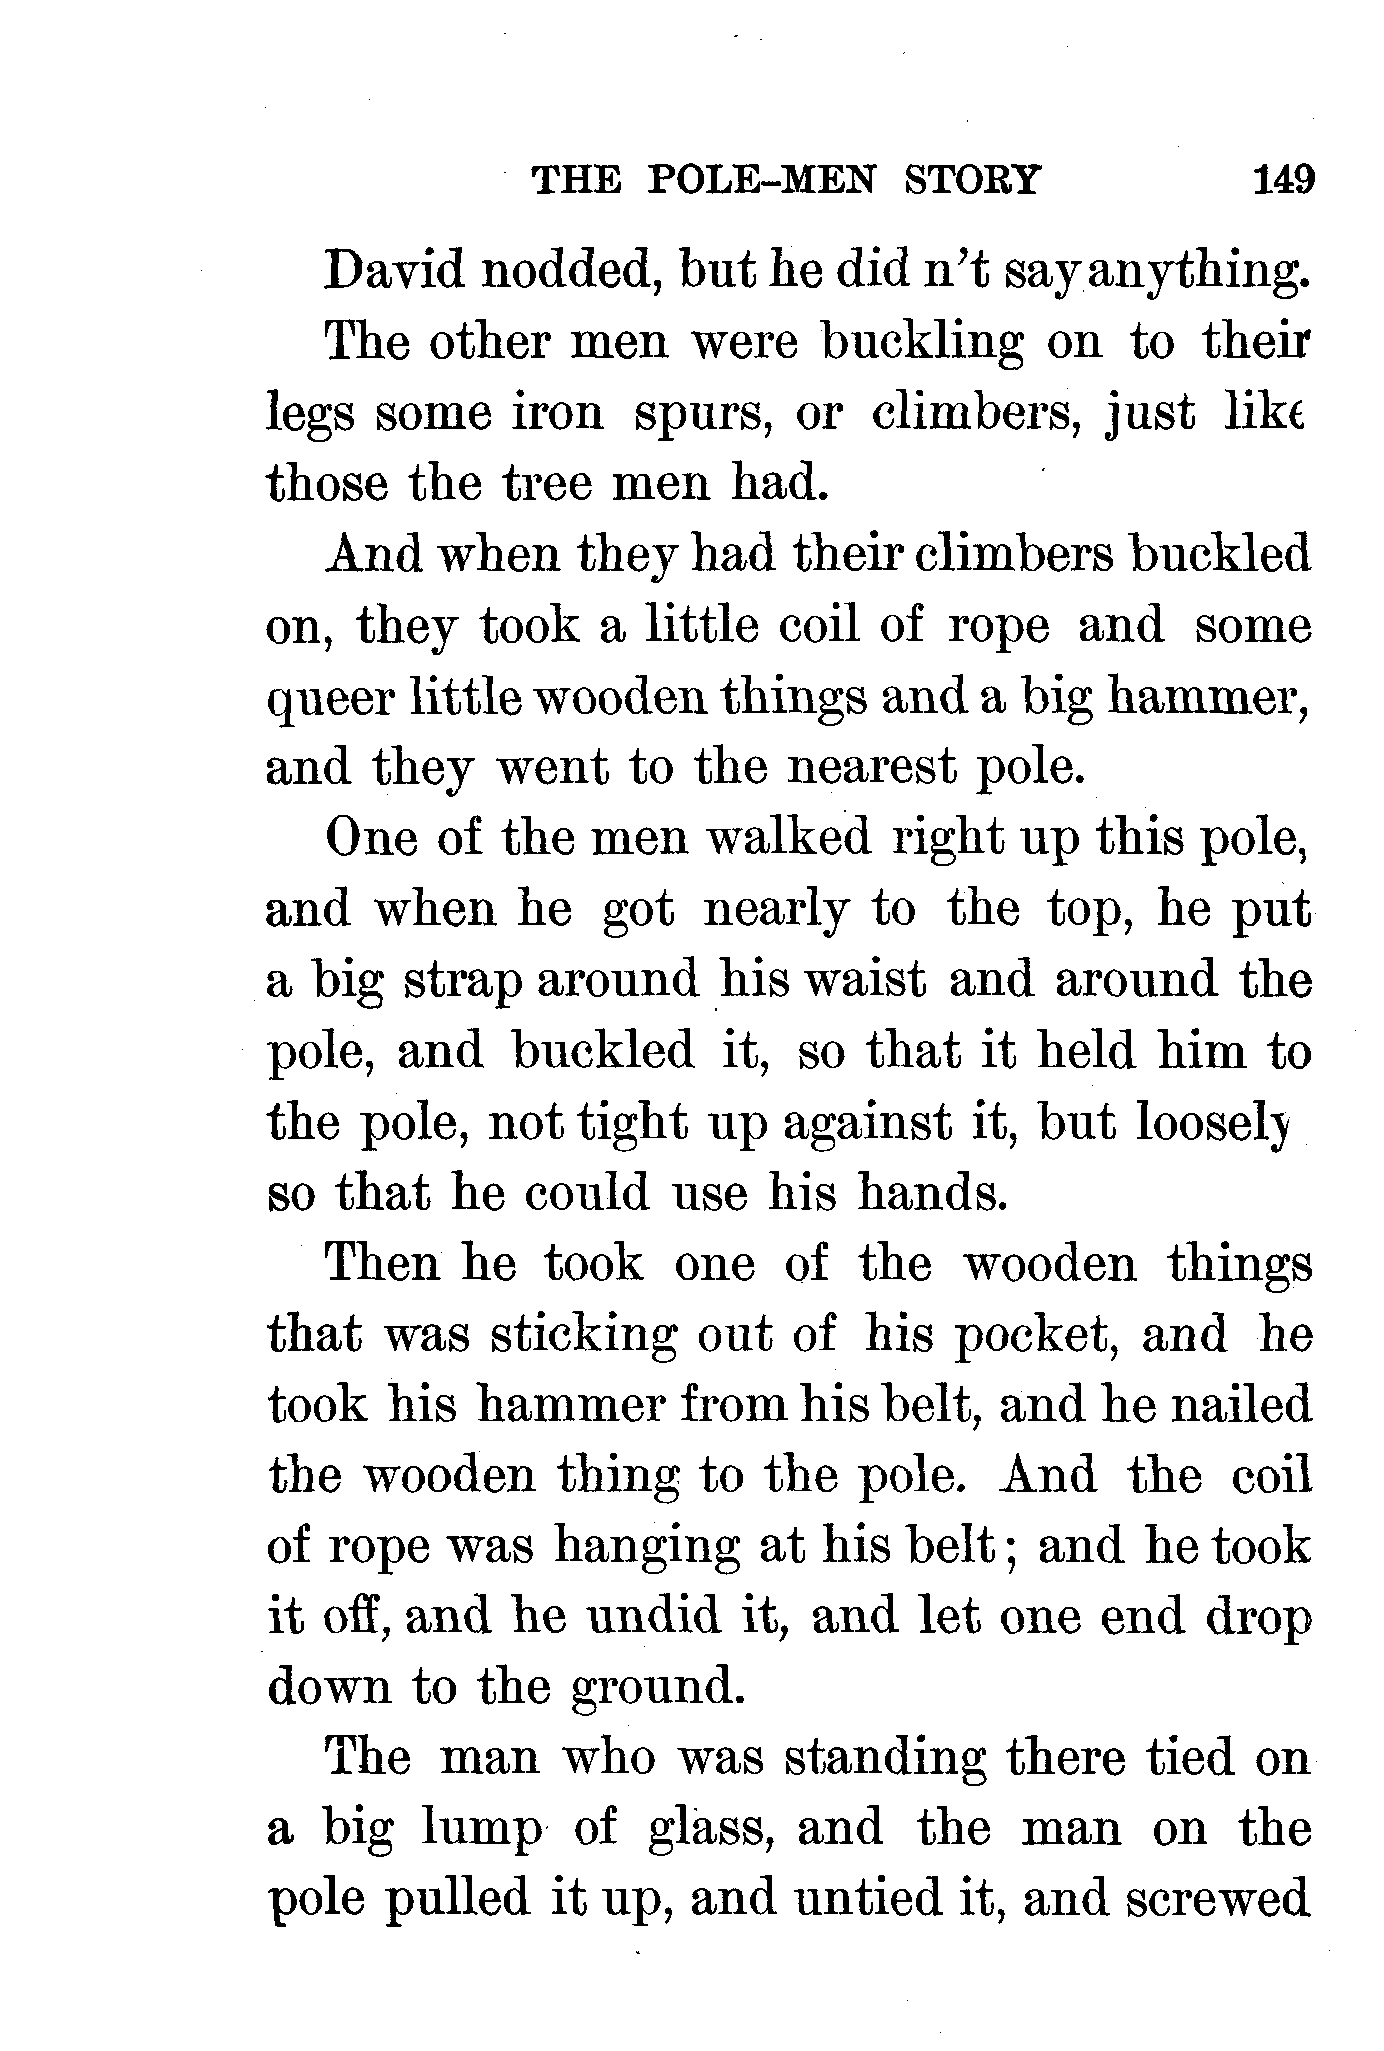 THE POLE-MEN STORY 149
David nodded, but he did n't say anything.
The other men were buckling on to their
legs some iron spurs, or climbers, just like
those the tree men had.
And when they had their climbers buckled
on, they took a little coil of rope and some
queer little wooden things and a big hammer,
and they went to the nearest pole.
One of the men walked right up this pole,
and when he got nearly to the top, he put
a big strap around his waist and around the
pole, and buckled it, so that it held him to
the pole, not tight up against it, but loosely
so that he could use his hands.
Then he took one of the wooden things
that was sticking out of his pocket, and he
took his hammer from his belt, and he nailed
the wooden thing to the pole. And the coil
of rope was hanging at his belt; and he took
it off, and he undid it, and let one end drop
down to the ground.
The man who was standing there tied on
a big lump of glass, and the man on the
pole pulled it up, and untied it, and screwed